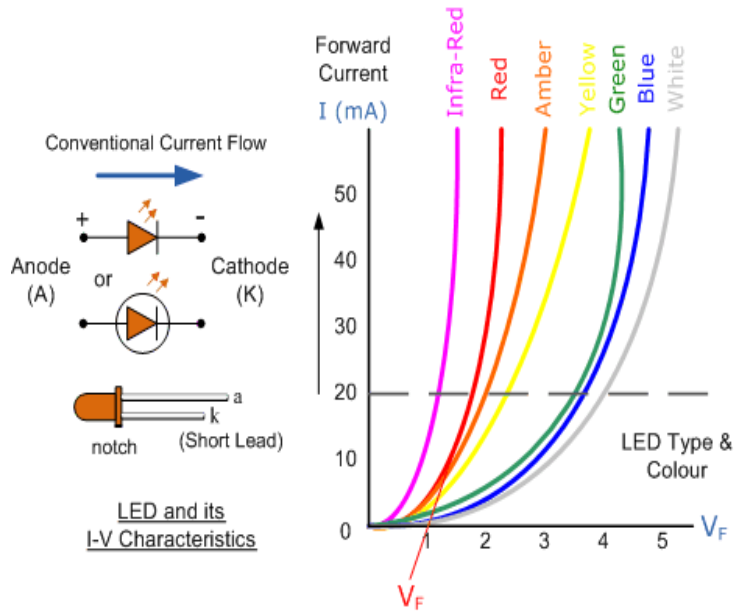 Forward
Current
I (mA)
Infra-Red
Red
Amber
Yellow
Green
Blue
White
Conventional Current Flow
+
-
Anode
(A)
or
Cathode
(K)
a
k
notch
(Short Lead)
LED and its
I-V Characteristics
50
40
30
20
10
0
LED Type &
Colour
1
2
3
4
5
VF
VF